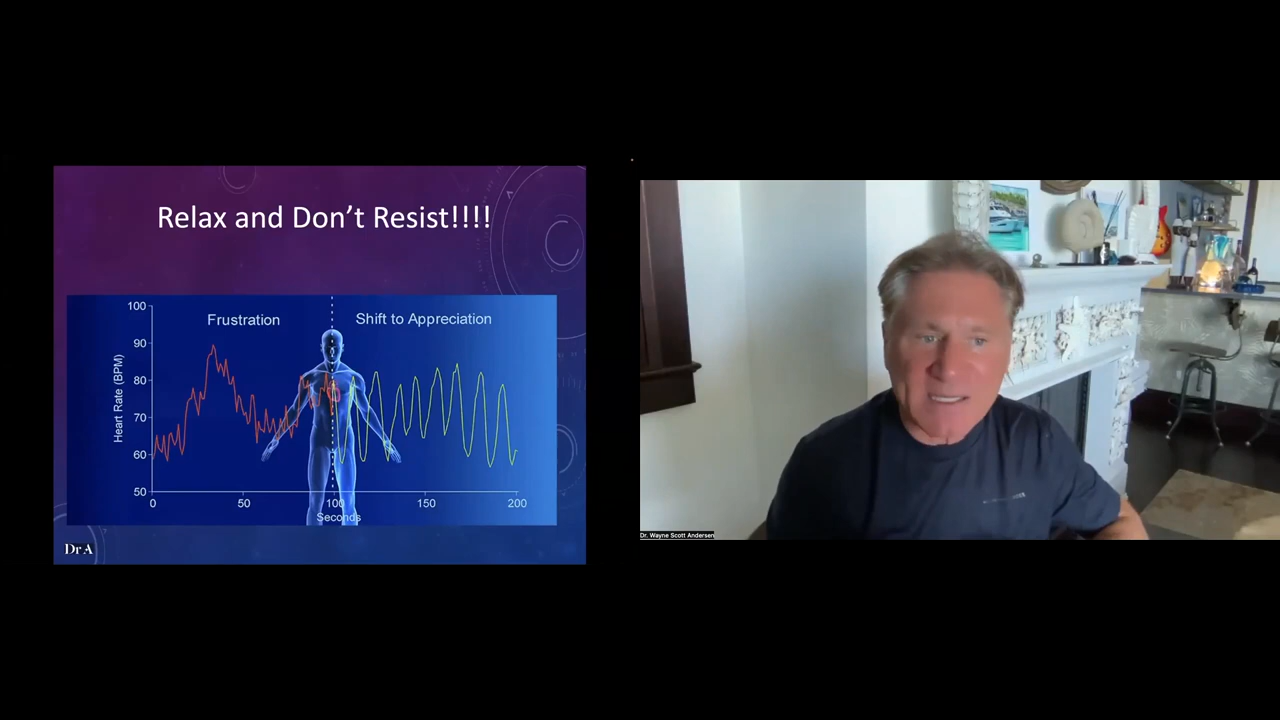 Relax and Don't Resist!!!!
Frustration
Shift to Appreciation
Heart Rate (BPM)
100
90
80
70
60
50
0
50
100
150
200
Seconds
Dr A
Dr. Wayne Scott Andersen